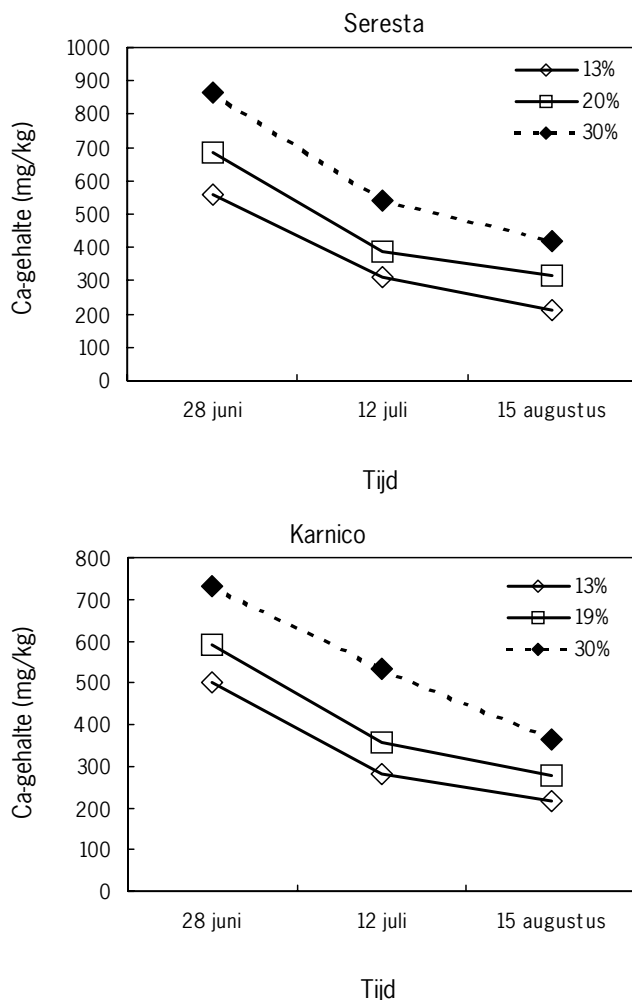 Seresta
Ca-gehalte (mg/kg)
1000
900
800
700
600
500
400
300
200
100
0
13%
20%
30%
28 juni
12 juli
15 augustus
Tijd
Karnico
Ca-gehalte (mg/kg)
800
700
600
500
400
300
200
100
0
13%
19%
30%
28 juni
12 juli
15 augustus
Tijd